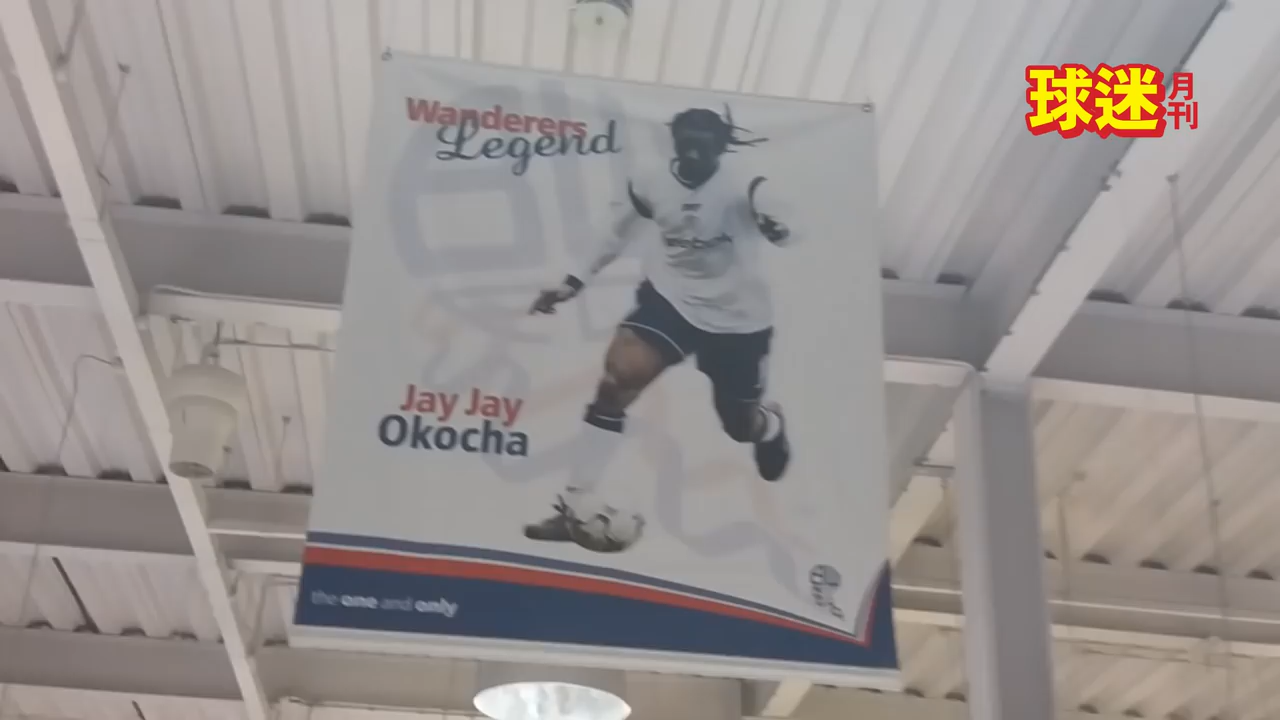 球迷
月刊
Wanderers
Legend
Jay Jay
Okocha
the one and only